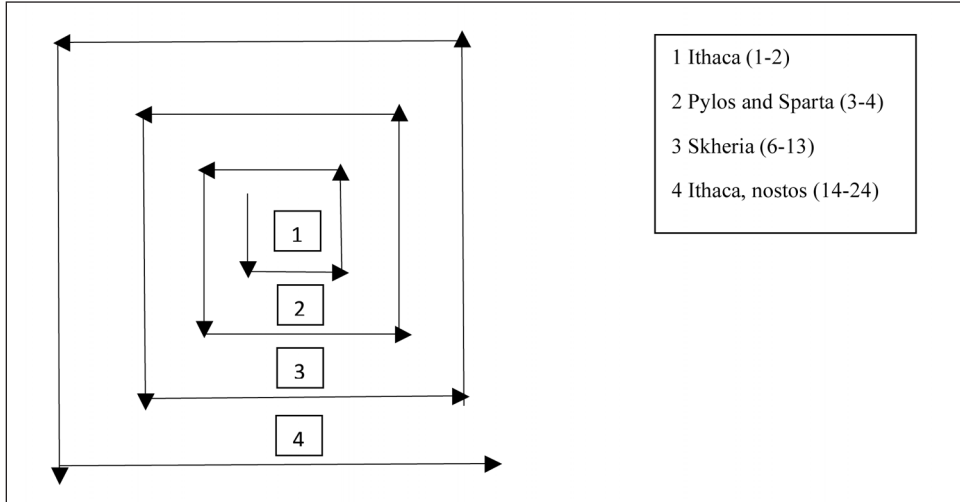 1 Ithaca (1-2)
2 Pylos and Sparta (3-4)
3 Skheria (6-13)
4 Ithaca, nostos (14-24)
1
2
3
4